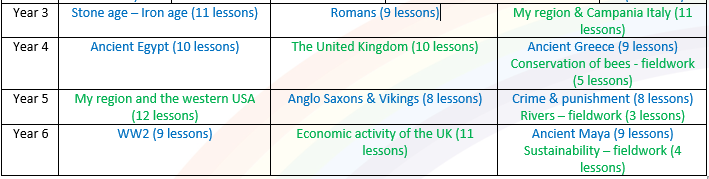 Year 3 Stone age – Iron age (11 lessons) Romans (9 lessons) My region & Campania Italy (11
lessons)
Year 4 Ancient Egypt (10 lessons) The United Kingdom (10 lessons) Ancient Greece (9 lessons)
Conservation of bees - fieldwork
(5 lessons)
Year 5 My region and the western USA
(12 lessons)
Anglo Saxons & Vikings (8 lessons) Crime & punishment (8 lessons)
Rivers – fieldwork (3 lessons)
Year 6 WW2 (9 lessons) Economic activity of the UK (11
lessons)
Ancient Maya (9 lessons)
Sustainability – fieldwork (4
lessons)